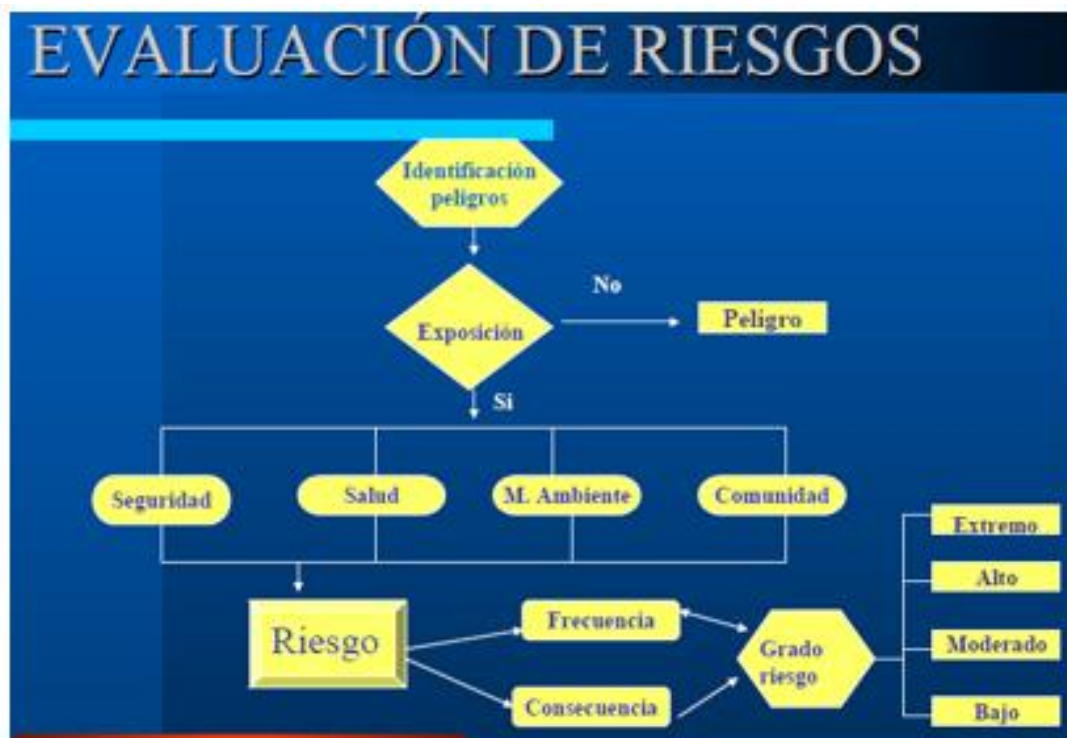 EVALUACIÓN DE RIESGOS
Identificación
peligros
No
Exposición
Peligro
Si
Seguridad
Salud
M. Ambiente
Comunidad
Extremo
Alto
Frecuencia
Riesgo
Grado
riesgo
Moderado
Consecuencia
Bajo